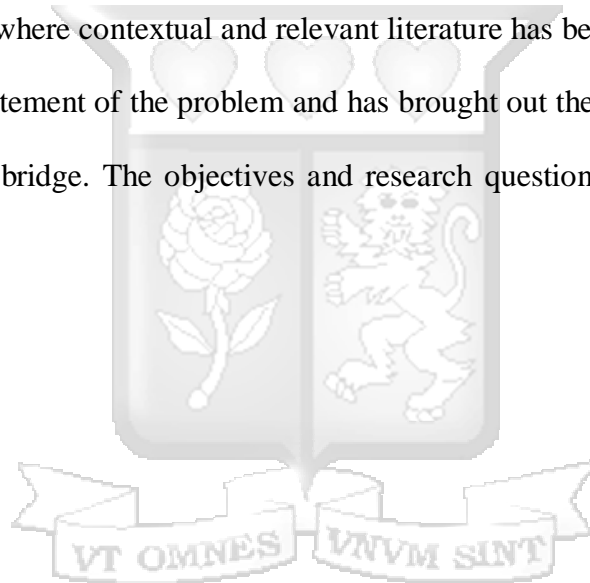 where contextual and relevant literature has be
tement of the problem and has brought out the
bridge. The objectives and research question
VT OMNES VNVM SINT